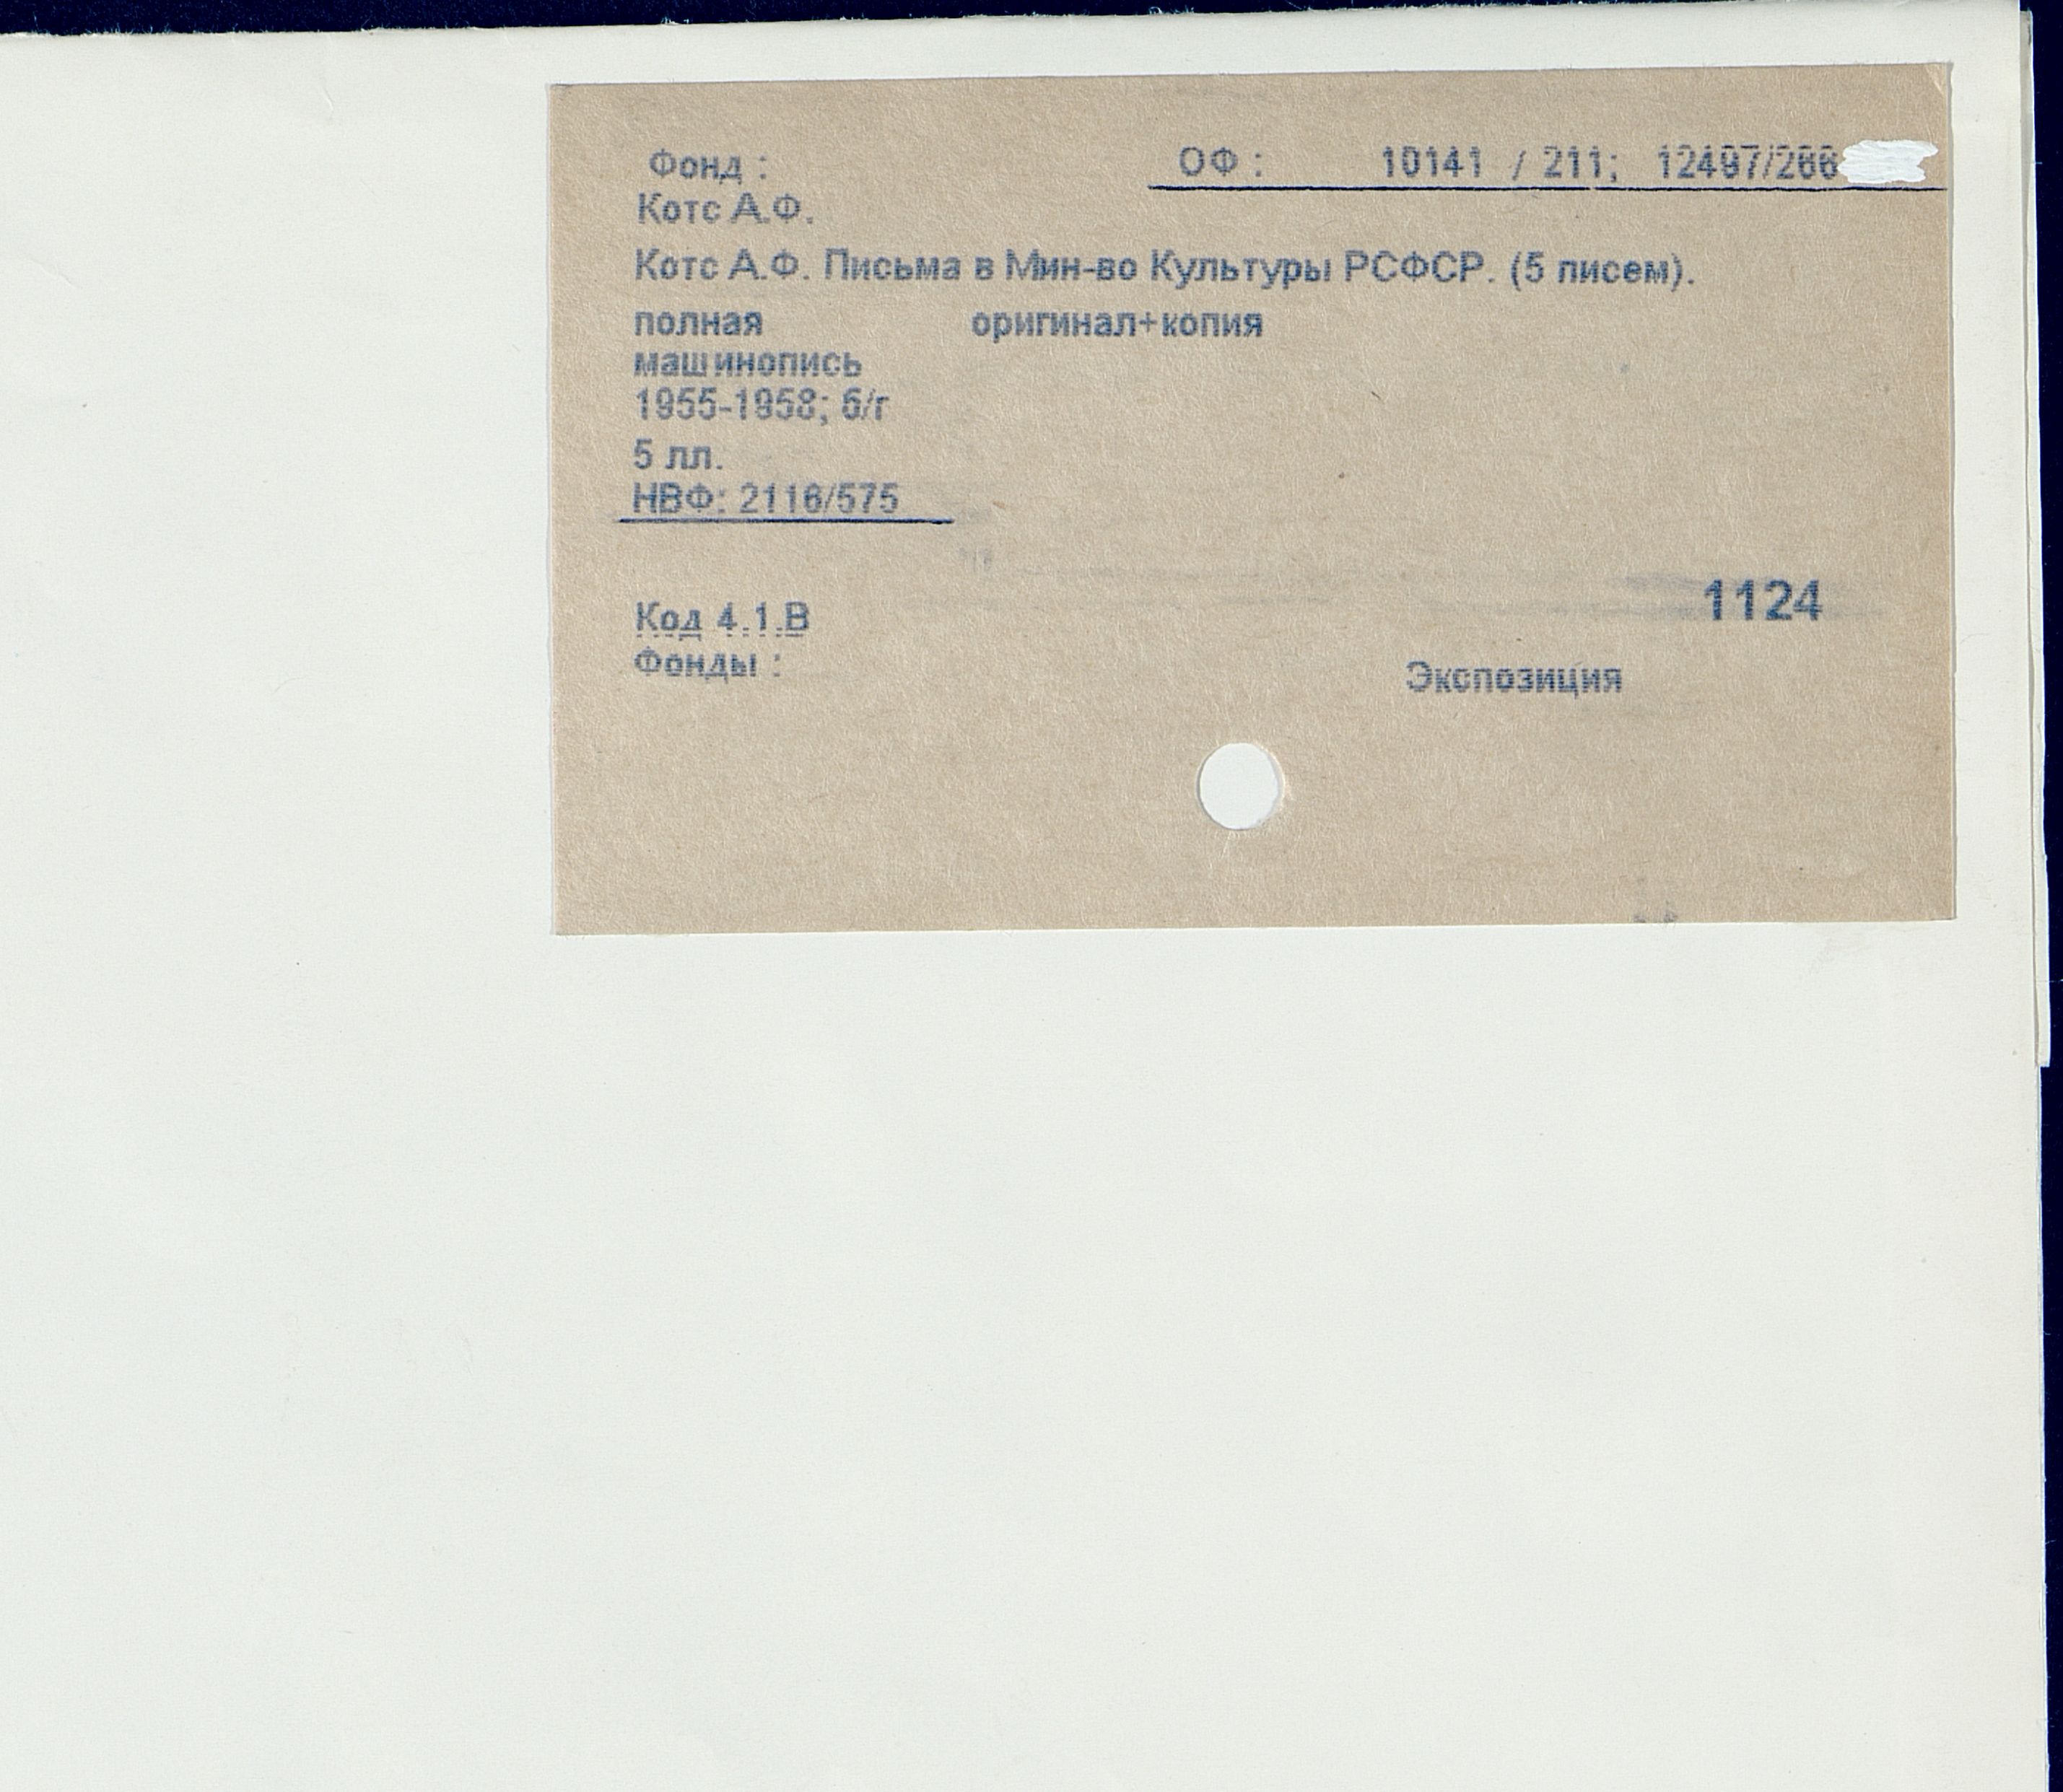 Фонд : ОФ : 10141 / 211; 12497/266
Котс А.Ф.
Котс А.Ф. Письма в Мин-во Культуры РСФСР. (5 писем).
полная оригинал+копия
машинопись
1955-1958; б/г
5 лл.
НВФ: 2116/575
1124
Код 4.1.В
Фонды : Экспозиция